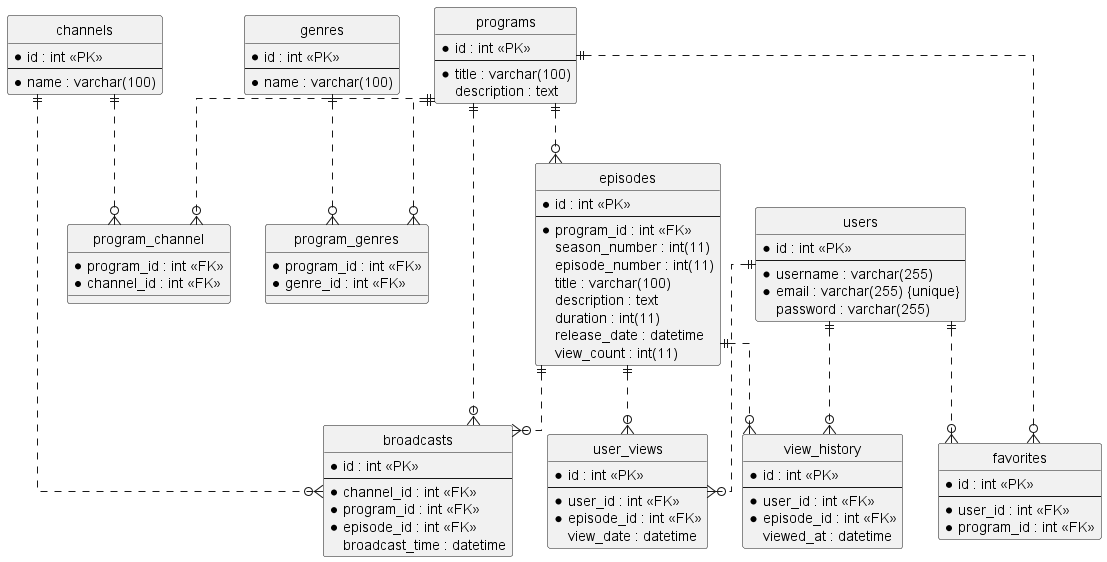 channels
id : int «PK»
name : varchar(100)
genres
id : int «PK»
name : varchar(100)
programs
id : int «PK»
title : varchar(100)
description : text
program_channel
program_id : int «FK»
channel_id : int «FK»
program_genres
program_id : int «FK»
genre_id : int «FK»
episodes
id : int «PK»
program_id : int «FK»
season_number : int(11)
episode_number : int(11)
title : varchar(100)
description : text
duration : int(11)
release_date : datetime
view_count : int(11)
users
id : int «PK»
username : varchar(255)
email : varchar(255) {unique}
password : varchar(255)
broadcasts
id : int «PK»
channel_id : int «FK»
program_id : int «FK»
episode_id : int «FK»
broadcast_time : datetime
user_views
id : int «PK»
user_id : int «FK»
episode_id : int «FK»
view_date : datetime
view_history
id : int «PK»
user_id : int «FK»
episode_id : int «FK»
viewed_at : datetime
favorites
id : int «PK»
user_id : int «FK»
program_id : int «FK»